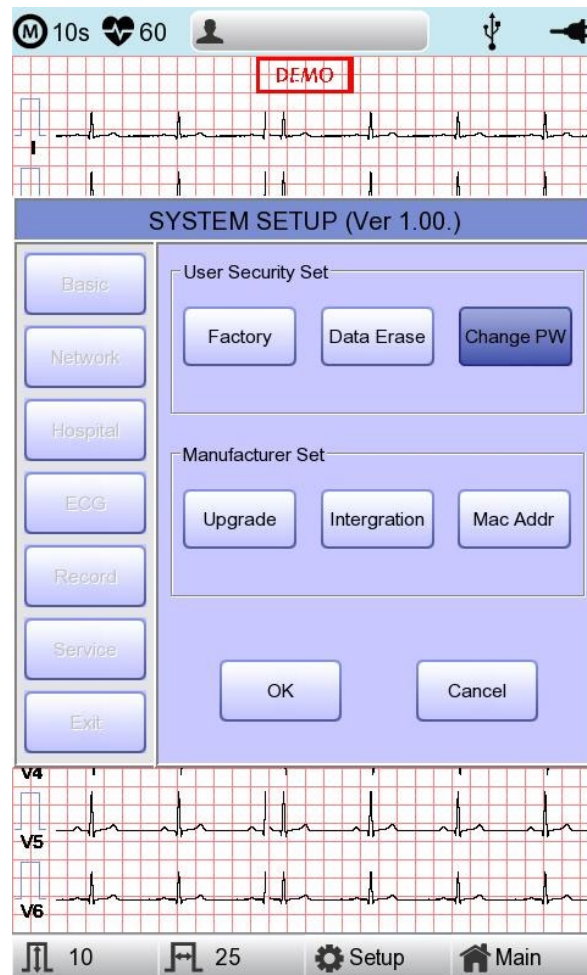 M 10s 60
DEMO
I
SYSTEM SETUP (Ver 1.00.)
Basic
Network
Hospital
ECG
Record
Service
Exit
User Security Set
Factory Data Erase Change PW
Manufacturer Set
Upgrade Intergration Mac Addr
OK Cancel
V4
V5
V6
10 25 Setup Main